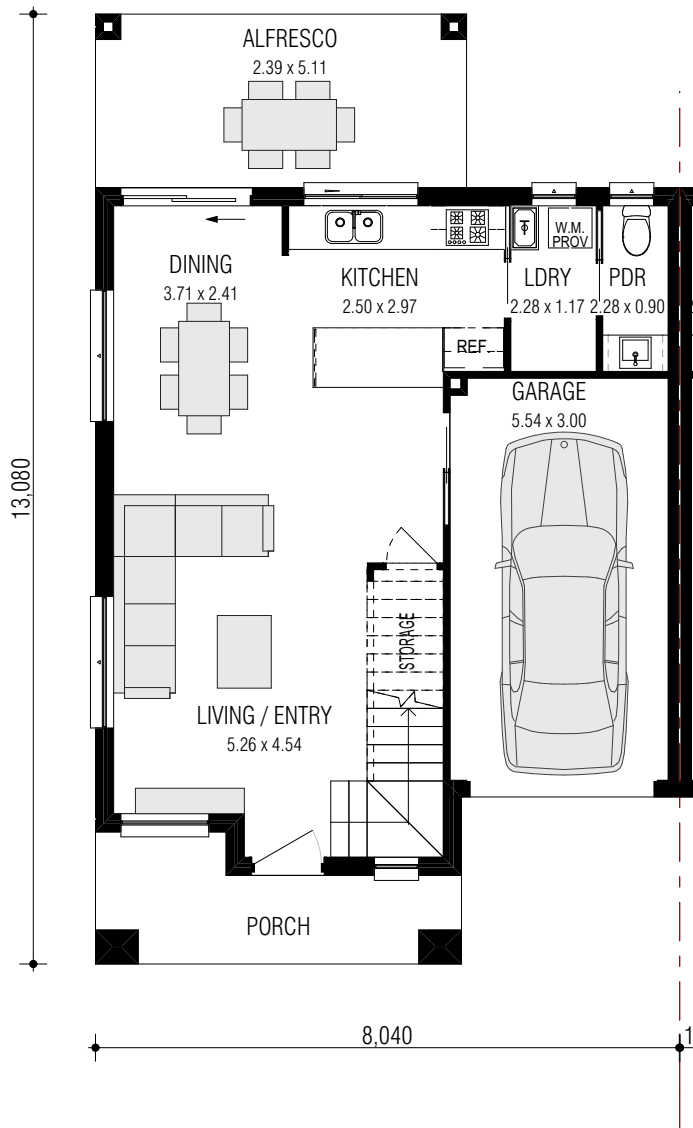 ALFRESCO
2.39 x 5.11
DINING
3.71 x 2.41
KITCHEN
2.50 x 2.97
W.M.
PROV
LDRY
2.28 x 1.17
PDR
2.28 x 0.90
REF.
GARAGE
5.54 x 3.00
13,080
STORAGE
LIVING / ENTRY
5.26 x 4.54
PORCH
8,040
1